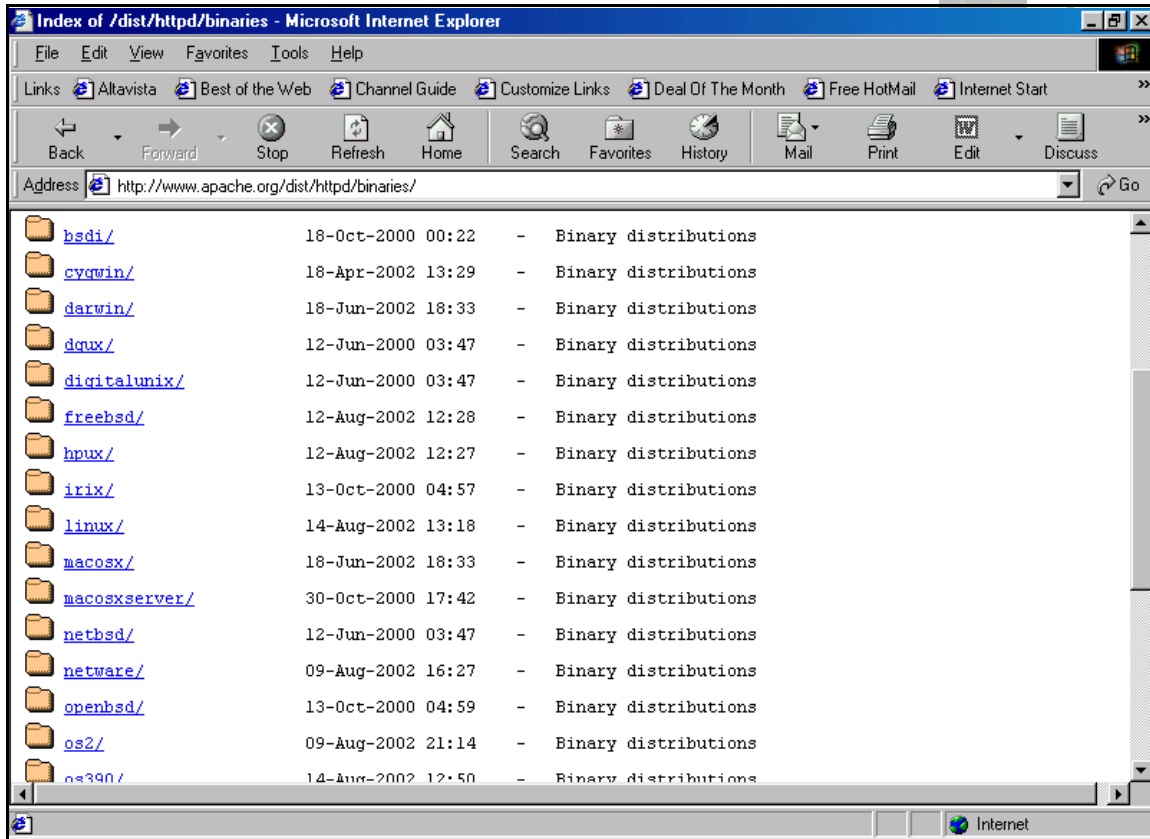 Index of /dist/httpd/binaries - Microsoft Internet Explorer
File Edit View Favorites Tools Help
Links Altavista Best of the Web Channel Guide Customize Links Deal Of The Month Free HotMail Internet Start »
Back Forward Stop Refresh Home Search Favorites History Mail Print Edit Discuss »
Address http://www.apache.org/dist/httpd/binaries/ Go
bsdi/ 18-Oct-2000 00:22 - Binary distributions
cygwin/ 18-Apr-2002 13:29 - Binary distributions
darwin/ 18-Jun-2002 18:33 - Binary distributions
dgux/ 12-Jun-2000 03:47 - Binary distributions
digitalunix/ 12-Jun-2000 03:47 - Binary distributions
freebsd/ 12-Aug-2002 12:28 - Binary distributions
hpux/ 12-Aug-2002 12:27 - Binary distributions
irix/ 13-Oct-2000 04:57 - Binary distributions
linux/ 14-Aug-2002 13:18 - Binary distributions
macosx/ 18-Jun-2002 18:33 - Binary distributions
macosxserver/ 30-Oct-2000 17:42 - Binary distributions
netbsd/ 12-Jun-2000 03:47 - Binary distributions
netware/ 09-Aug-2002 16:27 - Binary distributions
openbsd/ 13-Oct-2000 04:59 - Binary distributions
os2/ 09-Aug-2002 21:14 - Binary distributions
os390/ 14-Aug-2002 12:50 - Binary distributions
Internet